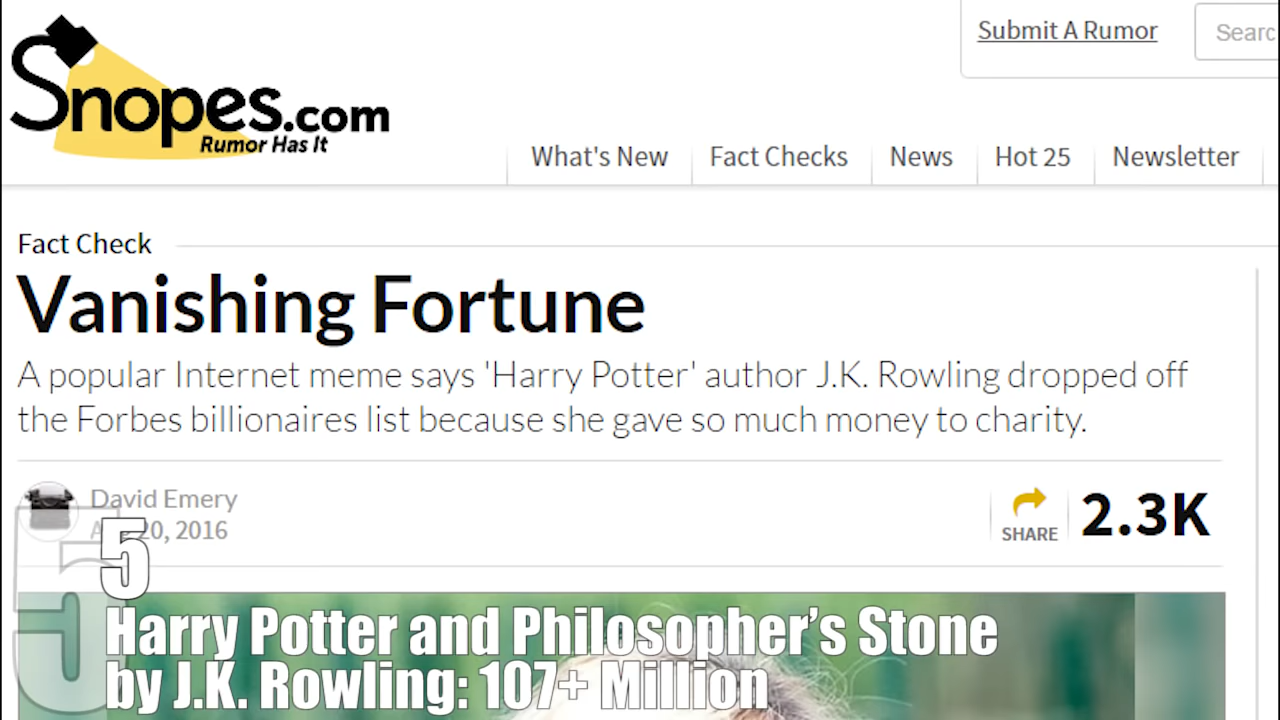 Submit A Rumor
Snopes.com
Rumor Has It
What's New
Fact Checks
News
Hot 25
Newsletter
Fact Check
Vanishing Fortune
A popular Internet meme says 'Harry Potter' author J.K. Rowling dropped off
the Forbes billionaires list because she gave so much money to charity.
David Emery
20, 2016
SHARE
2.3K
5
5
Harry Potter and Philosopher’s Stone
by J.K. Rowling: 107+ Million